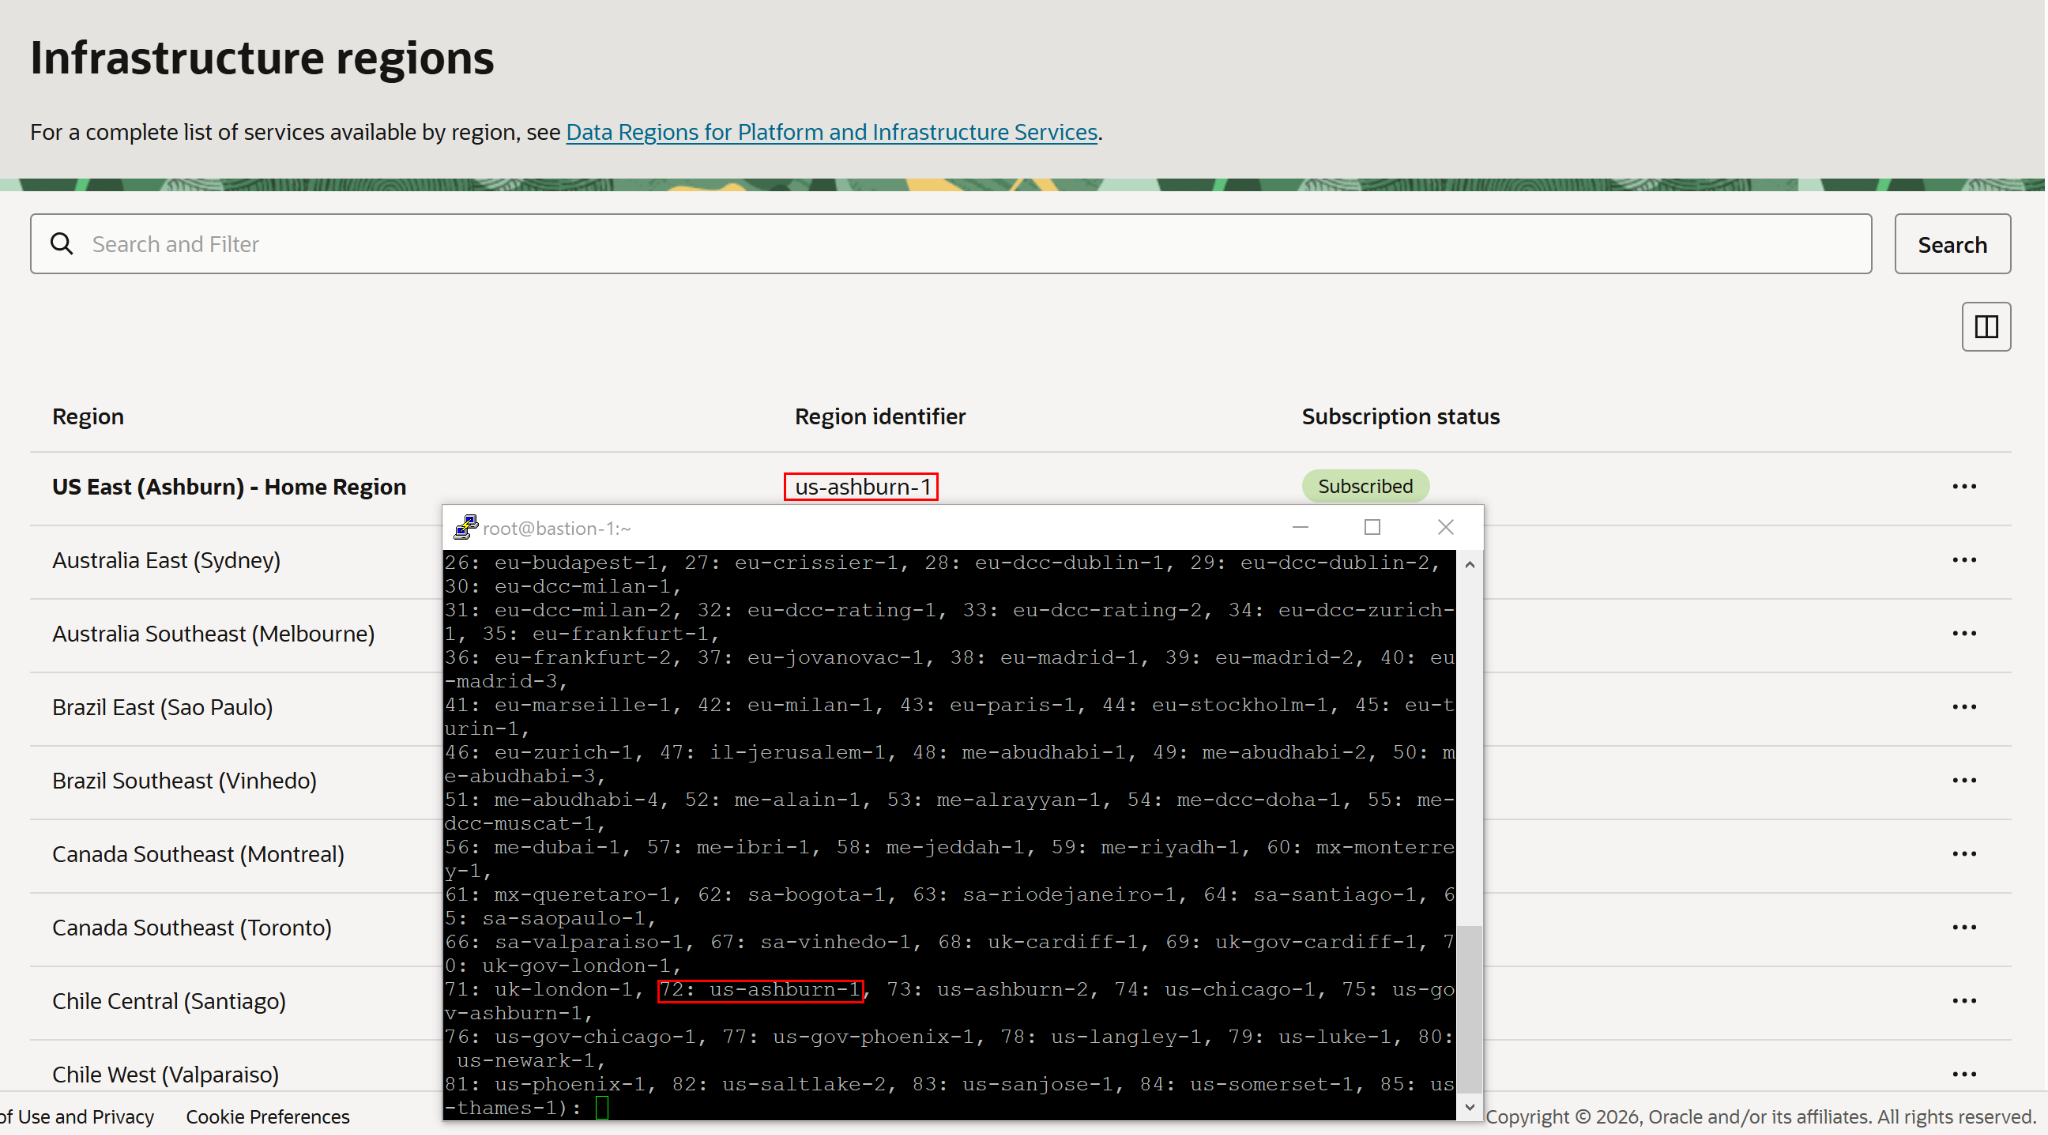 Infrastructure regions
For a complete list of services available by region, see Data Regions for Platform and Infrastructure Services.
Search and Filter
Search
Region
Region identifier
Subscription status
US East (Ashburn) - Home Region
us-ashburn-1
Subscribed
Australia East (Sydney)
Australia Southeast (Melbourne)
Brazil East (Sao Paulo)
Brazil Southeast (Vinhedo)
Canada Southeast (Montreal)
Canada Southeast (Toronto)
Chile Central (Santiago)
Chile West (Valparaiso)
root@bastion-1:~
26: eu-budapest-1, 27: eu-crissier-1, 28: eu-dcc-dublin-1, 29: eu-dcc-dublin-2,
30: eu-dcc-milan-1,
31: eu-dcc-milan-2, 32: eu-dcc-rating-1, 33: eu-dcc-rating-2, 34: eu-dcc-zurich-
1, 35: eu-frankfurt-1,
36: eu-frankfurt-2, 37: eu-jovanovac-1, 38: eu-madrid-1, 39: eu-madrid-2, 40: eu
-madrid-3,
41: eu-marseille-1, 42: eu-milan-1, 43: eu-paris-1, 44: eu-stockholm-1, 45: eu-t
urin-1,
46: eu-zurich-1, 47: il-jerusalem-1, 48: me-abudhabi-1, 49: me-abudhabi-2, 50: m
e-abudhabi-3,
51: me-abudhabi-4, 52: me-alain-1, 53: me-alrayyan-1, 54: me-dcc-doha-1, 55: me-
dcc-muscat-1,
56: me-dubai-1, 57: me-ibri-1, 58: me-jeddah-1, 59: me-riyadh-1, 60: mx-monterre
y-1,
61: mx-queretaro-1, 62: sa-bogota-1, 63: sa-riodejaneiro-1, 64: sa-santiago-1, 6
5: sa-saopaulo-1,
66: sa-valparaiso-1, 67: sa-vinhedo-1, 68: uk-cardiff-1, 69: uk-gov-cardiff-1, 7
0: uk-gov-london-1,
71: uk-london-1, 72: us-ashburn-1, 73: us-ashburn-2, 74: us-chicago-1, 75: us-go
v-ashburn-1,
76: us-gov-chicago-1, 77: us-gov-phoenix-1, 78: us-langley-1, 79: us-luke-1, 80:
us-newark-1,
81: us-phoenix-1, 82: us-saltlake-2, 83: us-sanjose-1, 84: us-somerset-1, 85: us
-thames-1):
of Use and Privacy
Cookie Preferences
Copyright © 2026, Oracle and/or its affiliates. All rights reserved.